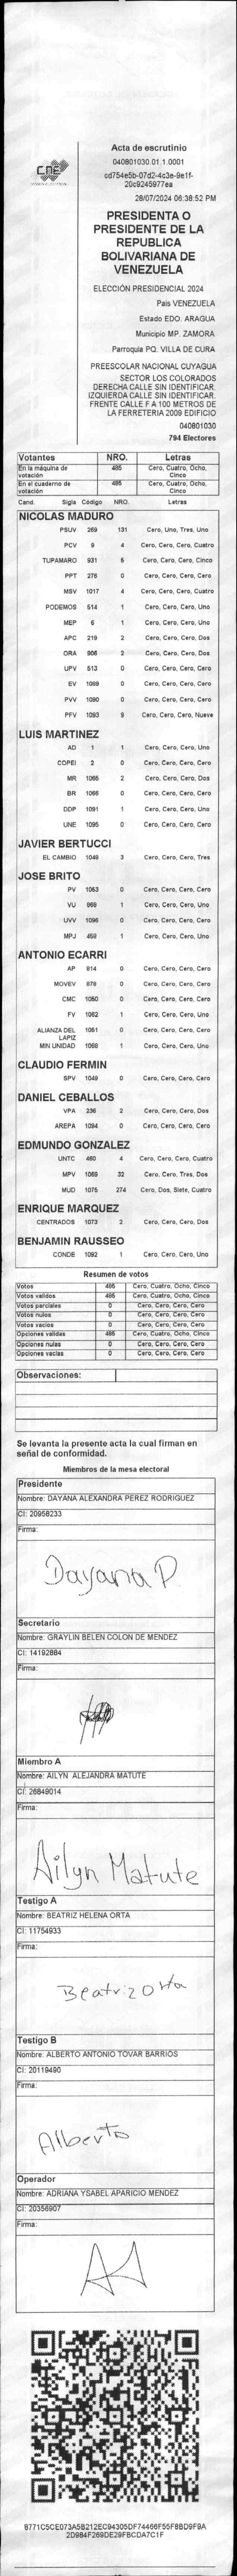 CNE
Acta de escrutinio
040801030.01.1.0001
cd754e5b-07d2-4c3e-9e1f-
20c9245977ea
28/07/2024 06:38:52 PM
PRESIDENTA O
PRESIDENTE DE LA
REPUBLICA
BOLIVARIANA DE
VENEZUELA
ELECCIÓN PRESIDENCIAL 2024
Pais VENEZUELA
Estado EDO. ARAGUA
Municipio MP. ZAMORA
Parroquia PQ. VILLA DE CURA
PREESCOLAR NACIONAL CUYAGUA
SECTOR LOS COLORADOS
DERECHA CALLE SIN IDENTIFICAR.
IZQUIERDA CALLE SIN IDENTIFICAR.
FRENTE CALLE F A 100 METROS DE
LA FERRETERIA 2009 EDIFICIO
040801030
794 Electores
Votantes NRO. Letras
En la máquina de votación 485 Cero, Cuatro, Ocho, Cinco
En el cuaderno de votación 485 Cero, Cuatro, Ocho, Cinco
Cand. Sigla Código NRO. Letras
NICOLAS MADURO
PSUV 269 131 Cero, Uno, Tres, Uno
PCV 9 4 Cero, Cero, Cero, Cuatro
TUPAMARO 931 5 Cero, Cero, Cero, Cinco
PPT 276 0 Cero, Cero, Cero, Cero
MSV 1017 4 Cero, Cero, Cero, Cuatro
PODEMOS 514 1 Cero, Cero, Cero, Uno
MEP 6 1 Cero, Cero, Cero, Uno
APC 219 2 Cero, Cero, Cero, Dos
ORA 906 2 Cero, Cero, Cero, Dos
UPV 513 0 Cero, Cero, Cero, Cero
EV 1089 0 Cero, Cero, Cero, Cero
PVV 1090 0 Cero, Cero, Cero, Cero
PFV 1093 9 Cero, Cero, Cero, Nueve
LUIS MARTINEZ
AD 1 1 Cero, Cero, Cero, Uno
COPEI 2 0 Cero, Cero, Cero, Cero
MR 1065 2 Cero, Cero, Cero, Dos
BR 1066 0 Cero, Cero, Cero, Cero
DDP 1091 1 Cero, Cero, Cero, Uno
UNE 1095 0 Cero, Cero, Cero, Cero
JAVIER BERTUCCI
EL CAMBIO 1048 3 Cero, Cero, Cero, Tres
JOSE BRITO
PV 1063 0 Cero, Cero, Cero, Cero
VU 868 1 Cero, Cero, Cero, Uno
UVV 1096 0 Cero, Cero, Cero, Cero
MPJ 458 1 Cero, Cero, Cero, Uno
ANTONIO ECARRI
AP 814 0 Cero, Cero, Cero, Cero
MOVEV 878 0 Cero, Cero, Cero, Cero
CMC 1050 0 Cero, Cero, Cero, Cero
FV 1062 1 Cero, Cero, Cero, Uno
ALIANZA DEL LAPIZ 1051 0 Cero, Cero, Cero, Cero
MIN UNIDAD 1088 1 Cero, Cero, Cero, Uno
CLAUDIO FERMIN
SPV 1049 0 Cero, Cero, Cero, Cero
DANIEL CEBALLOS
VPA 236 2 Cero, Cero, Cero, Dos
AREPA 1094 0 Cero, Cero, Cero, Cero
EDMUNDO GONZALEZ
UNTC 460 4 Cero, Cero, Cero, Cuatro
MPV 1069 32 Cero, Cero, Tres, Dos
MUD 1075 274 Cero, Dos, Siete, Cuatro
ENRIQUE MARQUEZ
CENTRADOS 1073 2 Cero, Cero, Cero, Dos
BENJAMIN RAUSSEO
CONDE 1092 1 Cero, Cero, Cero, Uno
Resumen de votos
Votos 485 Cero, Cuatro, Ocho, Cinco
Votos validos 485 Cero, Cuatro, Ocho, Cinco
Votos parciales 0 Cero, Cero, Cero, Cero
Votos nulos 0 Cero, Cero, Cero, Cero
Votos vacios 0 Cero, Cero, Cero, Cero
Opciones validas 485 Cero, Cuatro, Ocho, Cinco
Opciones nulas 0 Cero, Cero, Cero, Cero
Opciones vacias 0 Cero, Cero, Cero, Cero
Observaciones:
Se levanta la presente acta la cual firman en
señal de conformidad.
Miembros de la mesa electoral
Presidente
Nombre: DAYANA ALEXANDRA PEREZ RODRIGUEZ
CI: 20958233
Firma:
Dayana P.
Secretario
Nombre: GRAYLIN BELEN COLON DE MENDEZ
CI: 14192884
Firma:
Miembro A
Nombre: AILYN ALEJANDRA MATUTE
CI: 26849014
Firma:
Ailyn Matute
Testigo A
Nombre: BEATRIZ HELENA ORTA
CI: 11754933
Firma:
Beatriz Orta
Testigo B
Nombre: ALBERTO ANTONIO TOVAR BARRIOS
CI: 20119490
Firma:
Alberto
Operador
Nombre: ADRIANA YSABEL APARICIO MENDEZ
CI: 20356907
Firma:
8771C5CE073A5B212EC94305DF74466F55F8BD9F9A
2D984F269DE29FBCDA7C1F